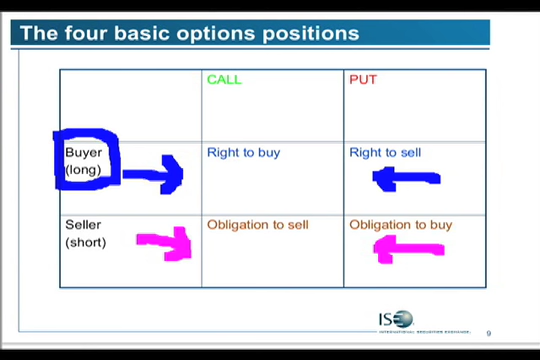 The four basic options positions
CALL
PUT
Buyer
(long)
Right to buy
Right to sell
Seller
(short)
Obligation to sell
Obligation to buy
ISE
INTERNATIONAL SECURITIES EXCHANGE.
9